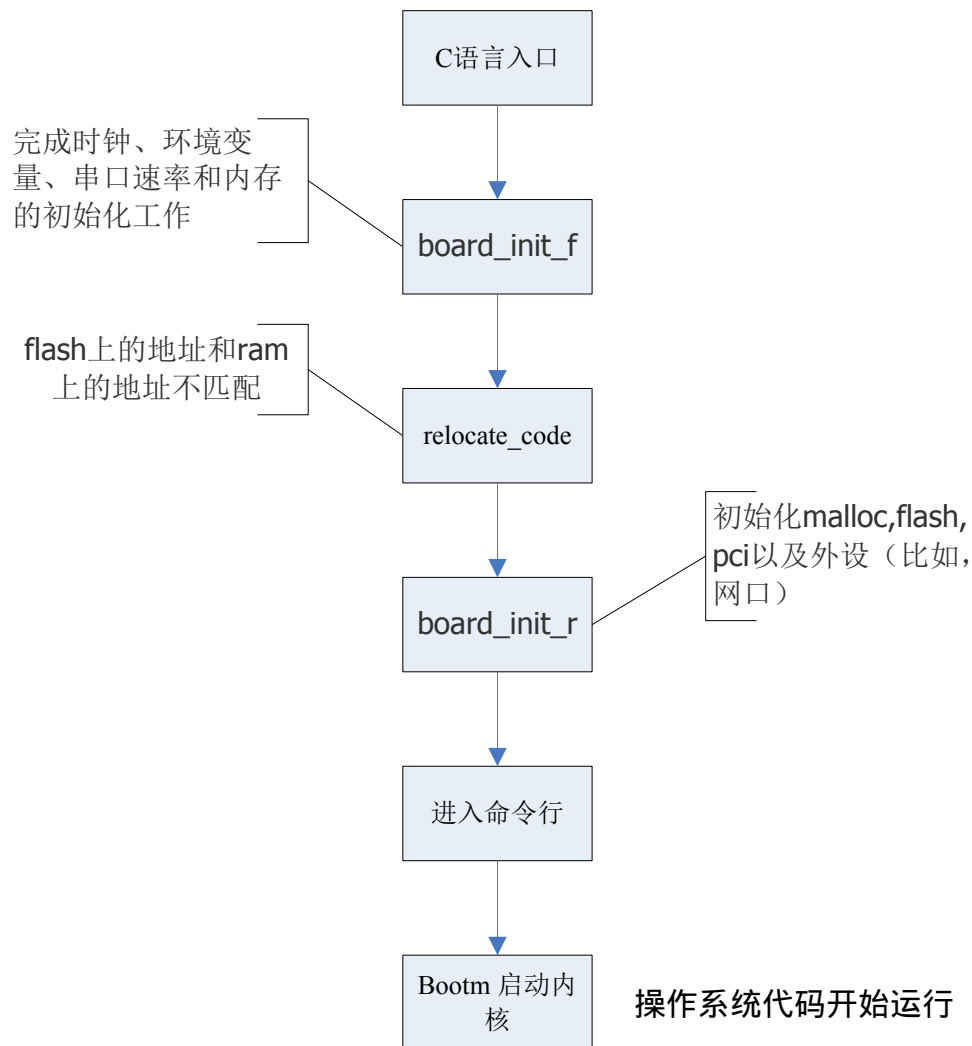 C语言入口
完成时钟、环境变
量、串口速率和内存
的初始化工作
board_init_f
flash上的地址和ram
上的地址不匹配
relocate_code
初始化malloc,flash,
pci以及外设（比如，
网口）
board_init_r
进入命令行
Bootm 启动内
核
操作系统代码开始运行